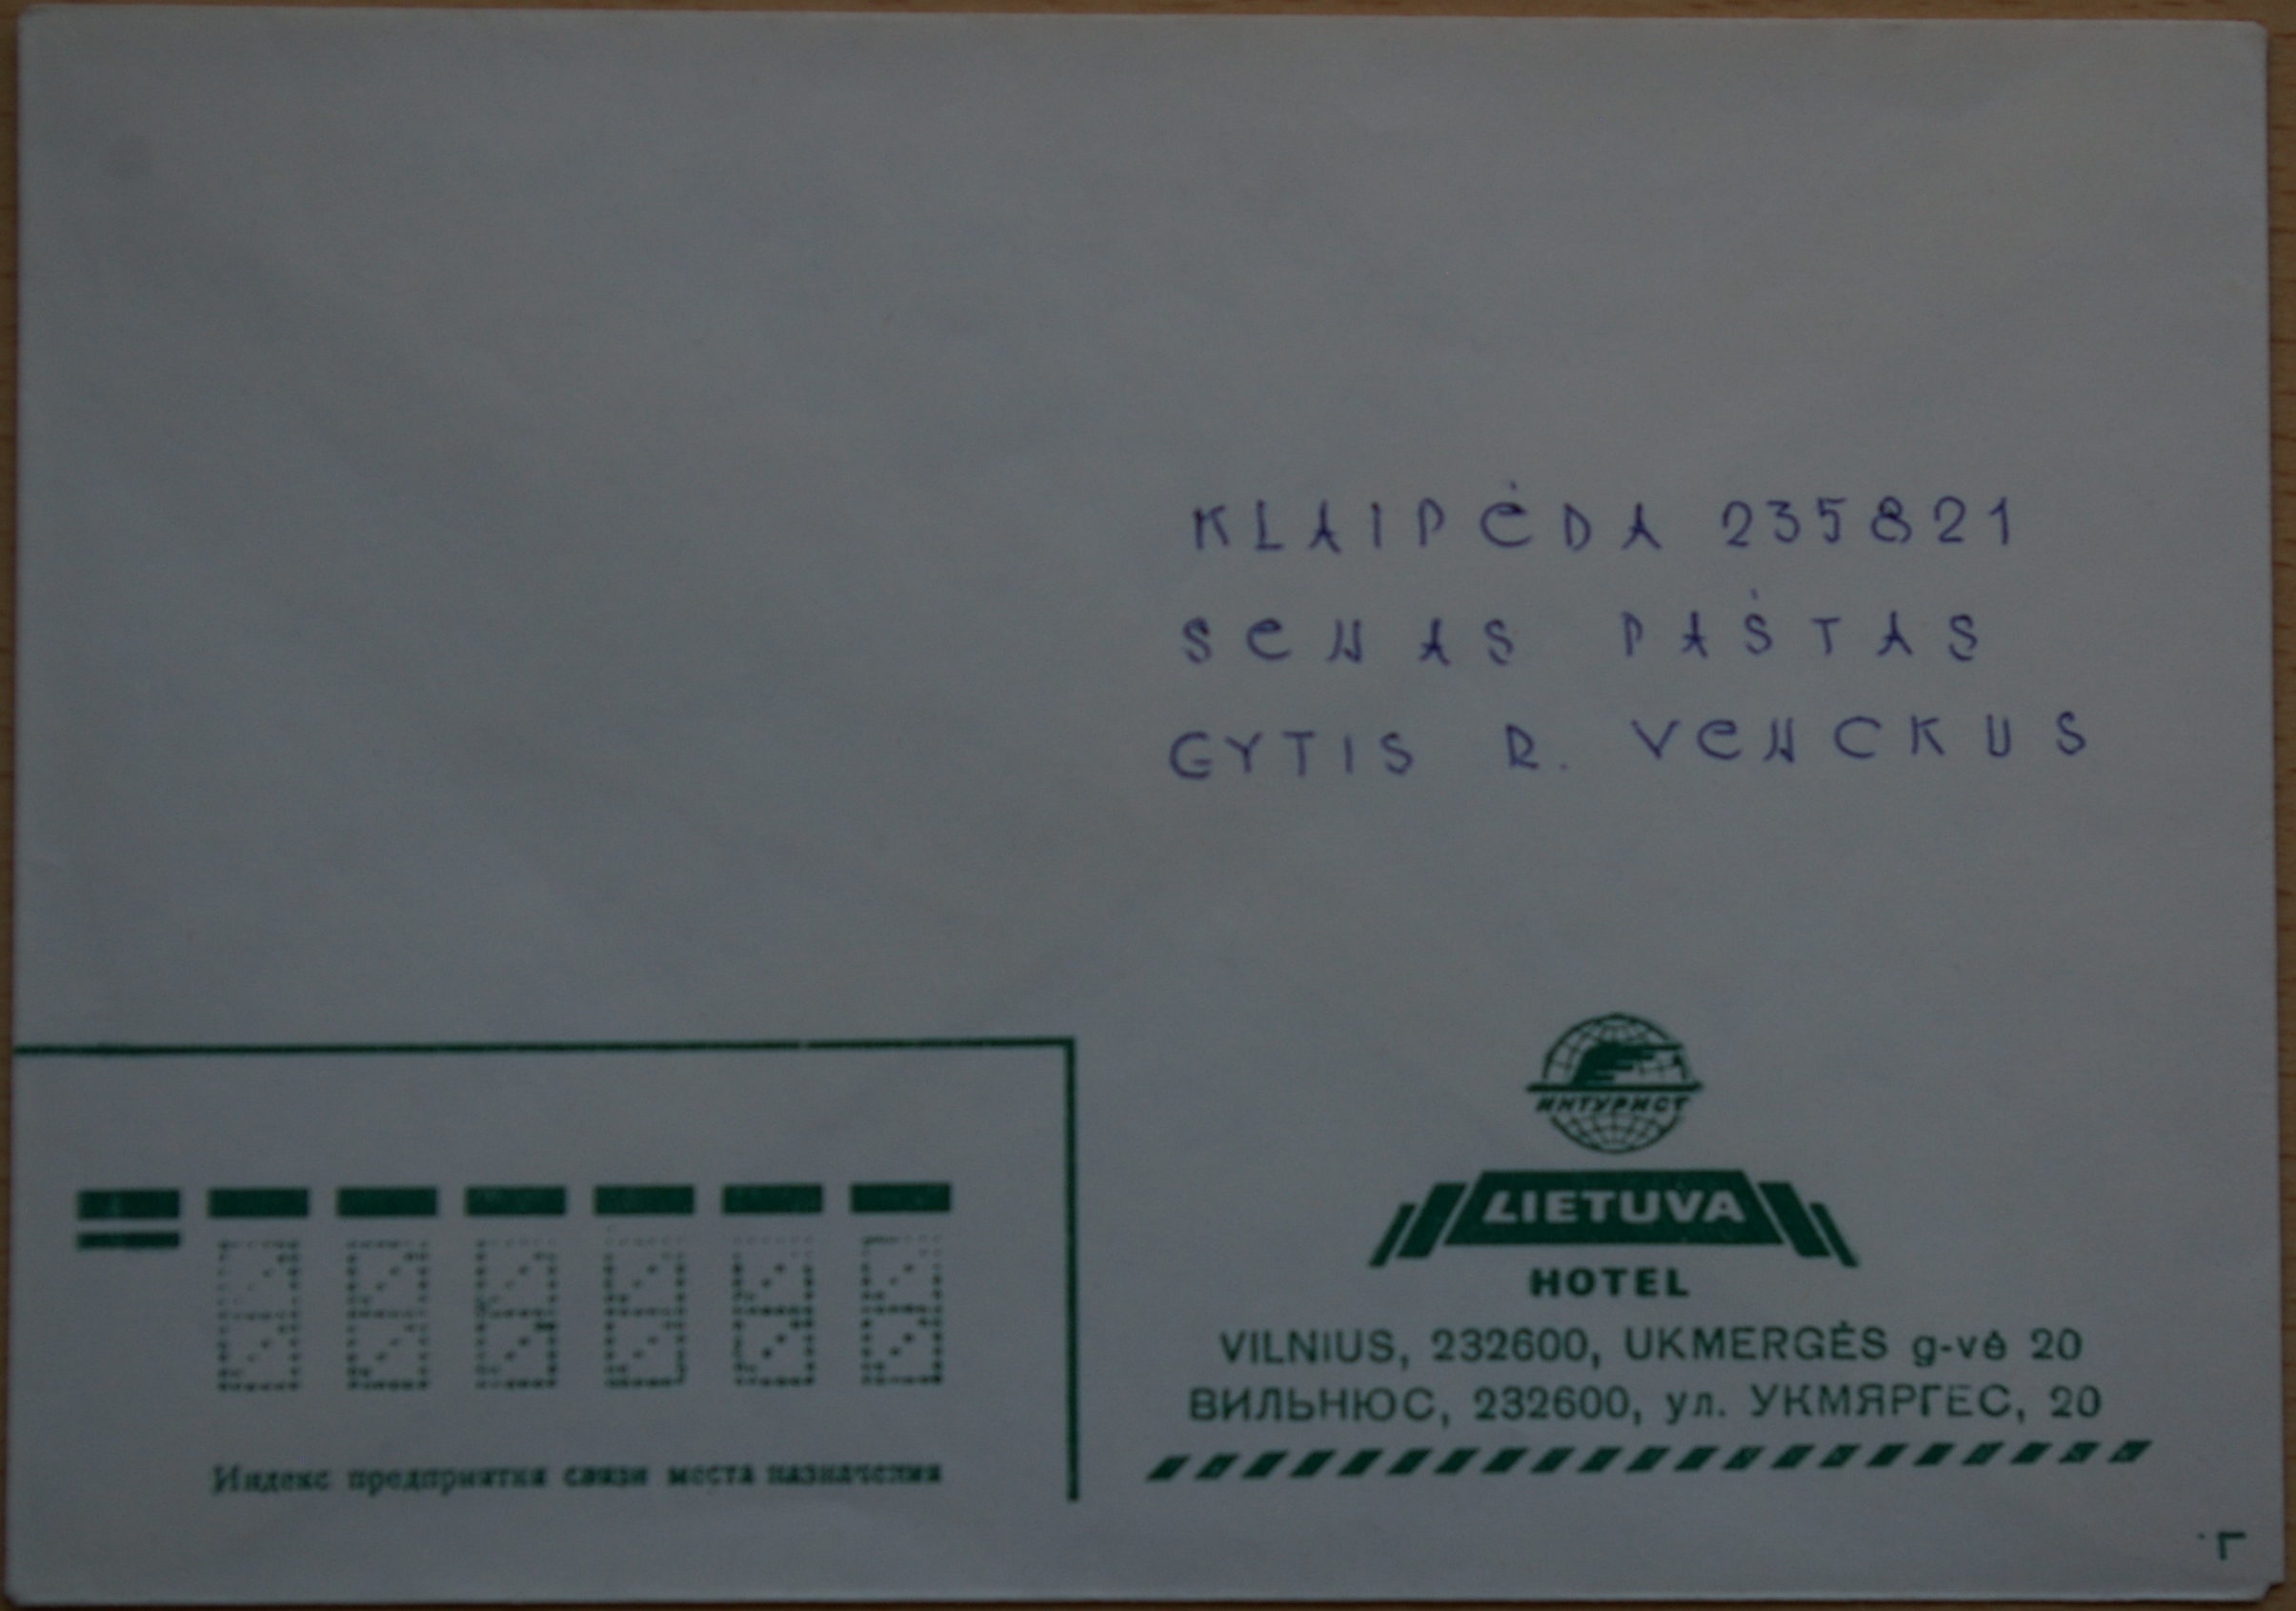 KLAIPĖDA 235821
SENAS PAŠTAS
GYTIS R. VENCKUS
ИНТУРИСТ
LIETUVA
HOTEL
VILNIUS, 232600, UKMERGĖS g-vė 20
ВИЛЬНЮС, 232600, ул. УКМЯРГЕС, 20
Индекс предприятия связи места назначения